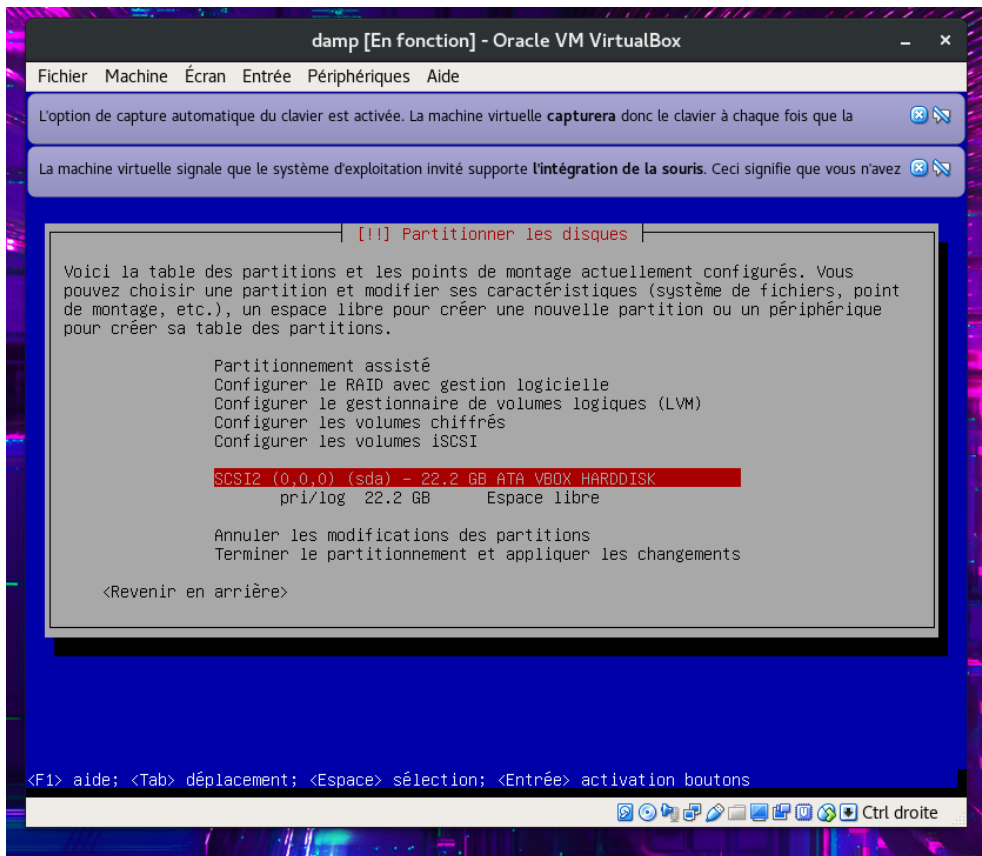 damp [En fonction] - Oracle VM VirtualBox
Fichier Machine Écran Entrée Périphériques Aide
L'option de capture automatique du clavier est activée. La machine virtuelle capturera donc le clavier à chaque fois que la
La machine virtuelle signale que le système d'exploitation invité supporte l'intégration de la souris. Ceci signifie que vous n'avez
[!!] Partitionner les disques
Voici la table des partitions et les points de montage actuellement configurés. Vous
pouvez choisir une partition et modifier ses caractéristiques (système de fichiers, point
de montage, etc.), un espace libre pour créer une nouvelle partition ou un périphérique
pour créer sa table des partitions.
Partitionnement assisté
Configurer le RAID avec gestion logicielle
Configurer le gestionnaire de volumes logiques (LVM)
Configurer les volumes chiffrés
Configurer les volumes iSCSI
SCSI2 (0,0,0) (sda) - 22.2 GB ATA VBOX HARDDISK
pri/log 22.2 GB Espace libre
Annuler les modifications des partitions
Terminer le partitionnement et appliquer les changements
<Revenir en arrière>
<F1> aide; <Tab> déplacement; <Espace> sélection; <Entrée> activation boutons
Ctrl droite